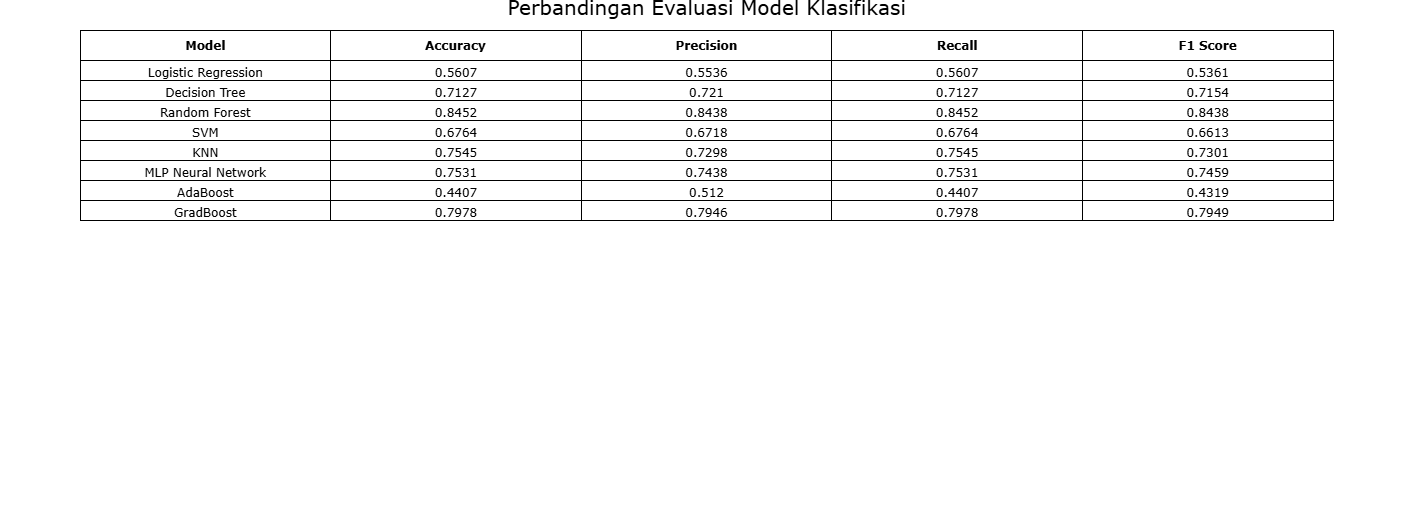 Perbandingan Evaluasi Model Klasifikasi
Model Accuracy Precision Recall F1 Score
Logistic Regression 0.5607 0.5536 0.5607 0.5361
Decision Tree 0.7127 0.721 0.7127 0.7154
Random Forest 0.8452 0.8438 0.8452 0.8438
SVM 0.6764 0.6718 0.6764 0.6613
KNN 0.7545 0.7298 0.7545 0.7301
MLP Neural Network 0.7531 0.7438 0.7531 0.7459
AdaBoost 0.4407 0.512 0.4407 0.4319
GradBoost 0.7978 0.7946 0.7978 0.7949